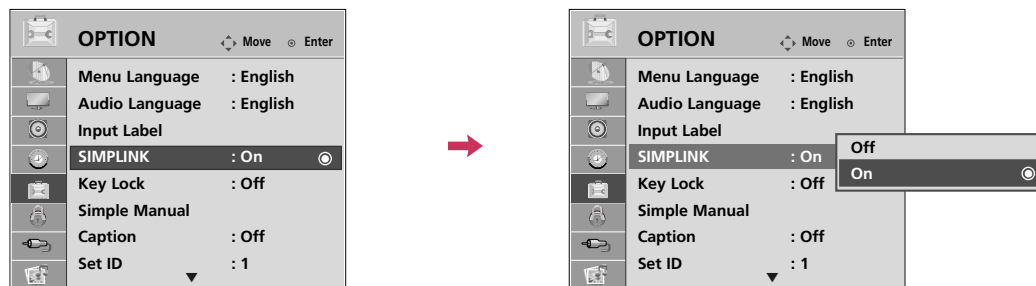 OPTION Move Enter
Menu Language : English
Audio Language : English
Input Label
SIMPLINK : On
Key Lock : Off
Simple Manual
Caption : Off
Set ID : 1
OPTION Move Enter
Menu Language : English
Audio Language : English
Input Label
SIMPLINK : On
Key Lock : Off
Simple Manual
Caption : Off
Set ID : 1
Off
On